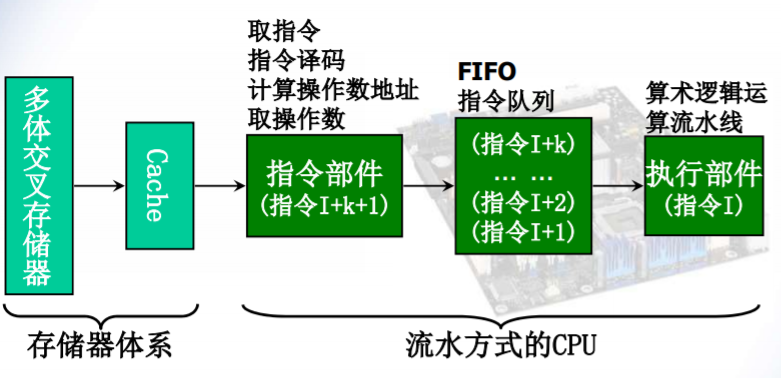 取指令
指令译码
计算操作数地址
取操作数
FIFO
指令队列
算术逻辑运
算流水线
多体交叉存储器
Cache
指令部件
(指令I+k+1)
(指令I+k)
… …
(指令I+2)
(指令I+1)
执行部件
(指令I)
存储器体系
流水方式的CPU